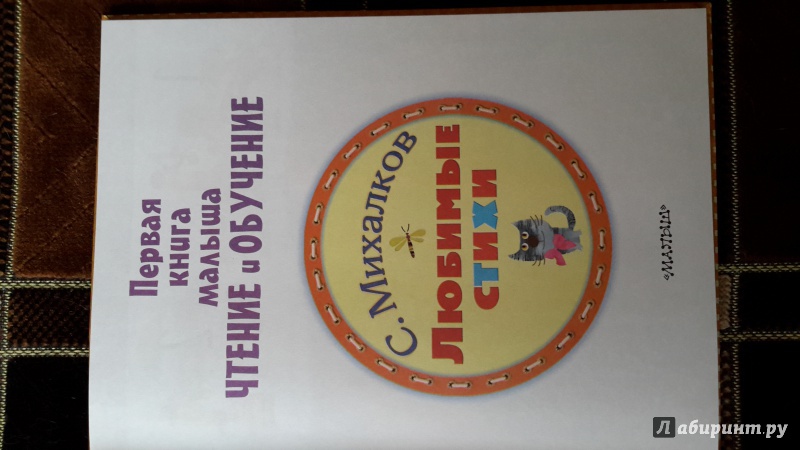 Первая
книга
малыша
ЧТЕНИЕ и ОБУЧЕНИЕ
С. Михалков
Любимые
стихи
«МАЛЫШ»
Лабиринт.ру